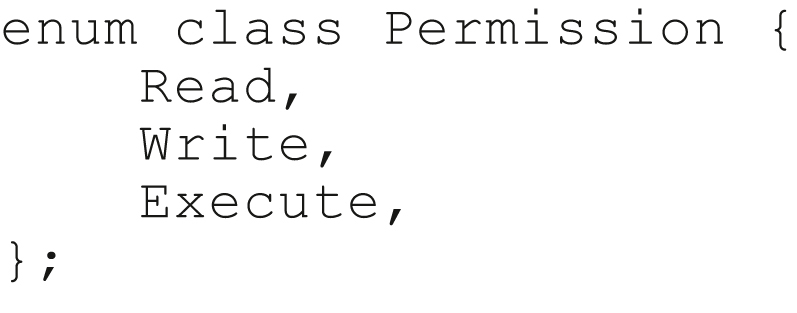 enum class Permission {
    Read,
    Write,
    Execute,
};